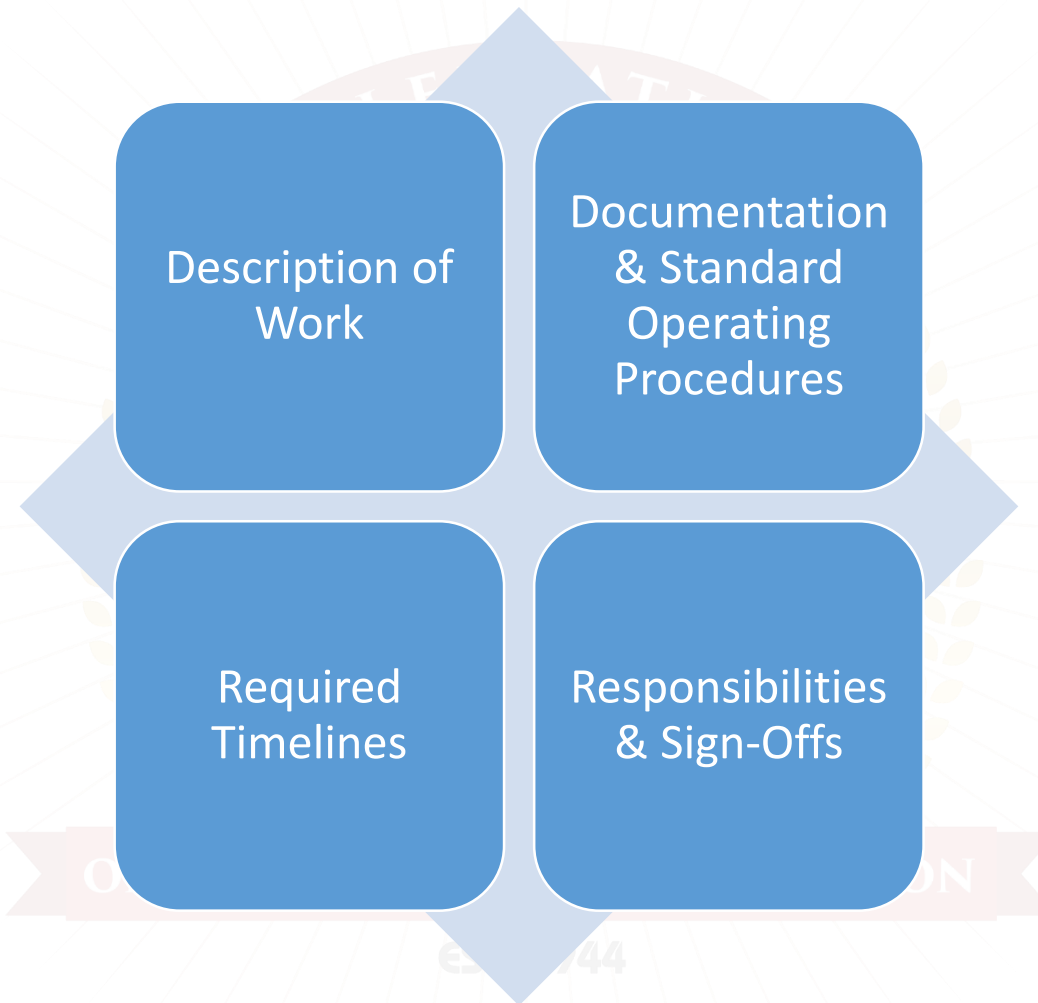 Description of
Work
Documentation
& Standard
Operating
Procedures
Required
Timelines
Responsibilities
& Sign-Offs